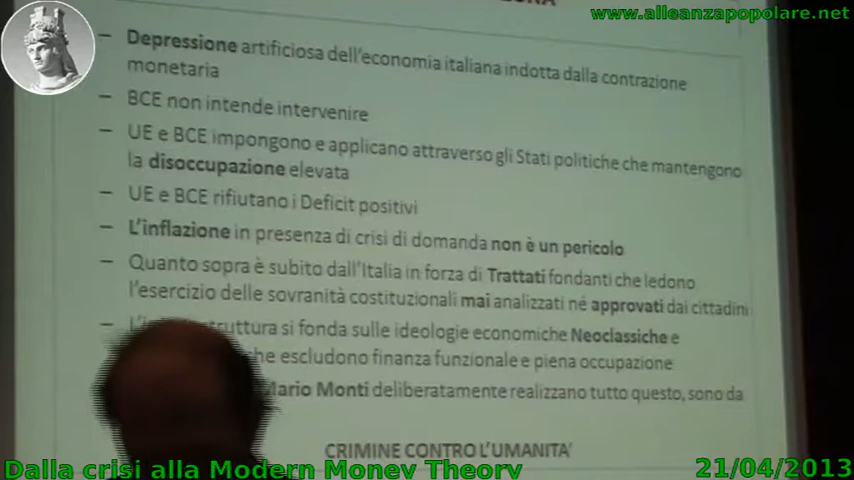 www.alleanzapopolare.net
– Depressione artificiosa dell'economia italiana indotta dalla contrazione
monetaria
– BCE non intende intervenire
– UE e BCE impongono e applicano attraverso gli Stati politiche che mantengono
la disoccupazione elevata
– UE e BCE rifiutano i Deficit positivi
– L'inflazione in presenza di crisi di domanda non è un pericolo
– Quanto sopra è subito dall'Italia in forza di Trattati fondanti che ledono
l'esercizio delle sovranità costituzionali mai analizzati né approvati dai cittadini
– si fonda sulle ideologie economiche Neoclassiche e
che escludono finanza funzionale e piena occupazione
Mario Monti deliberatamente realizzano tutto questo, sono da
CRIMINE CONTRO L'UMANITA'
Dalla crisi alla Modern Money Theory
21/04/2013